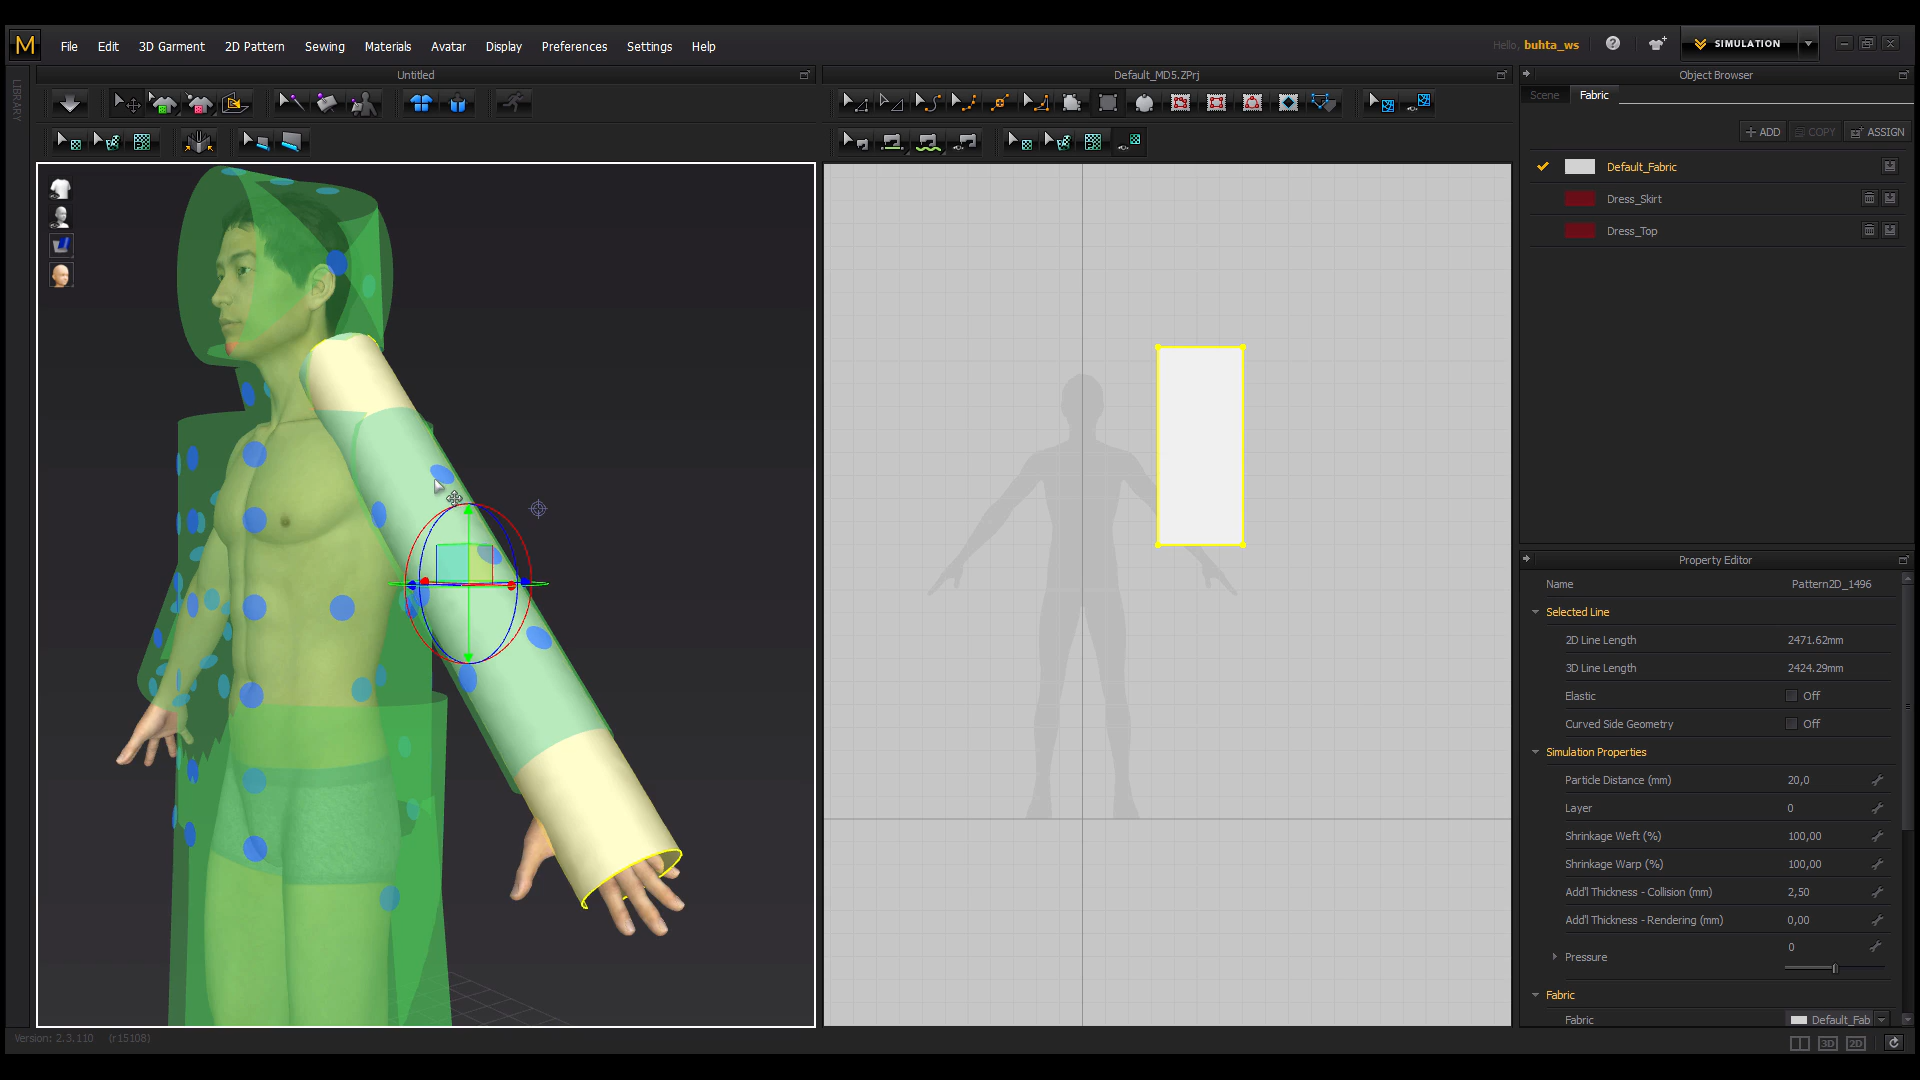 M File Edit 3D Garment 2D Pattern Sewing Materials Avatar Display Preferences Settings Help
Hello, buhta_ws ? SIMULATION
LIBRARY
Untitled
Default_MD5.ZPrj
Object Browser
Scene Fabric
ADD COPY ASSIGN
Default_Fabric
Dress_Skirt
Dress_Top
Property Editor
Name Pattern2D_1496
Selected Line
2D Line Length 2471.62mm
3D Line Length 2424.29mm
Elastic Off
Curved Side Geometry Off
Simulation Properties
Particle Distance (mm) 20,0
Layer 0
Shrinkage Weft (%) 100,00
Shrinkage Warp (%) 100,00
Add'l Thickness - Collision (mm) 2,50
Add'l Thickness - Rendering (mm) 0,00
Pressure 0
Fabric
Fabric Default_Fab
Version: 2.3.110 (r15108)
3D 2D